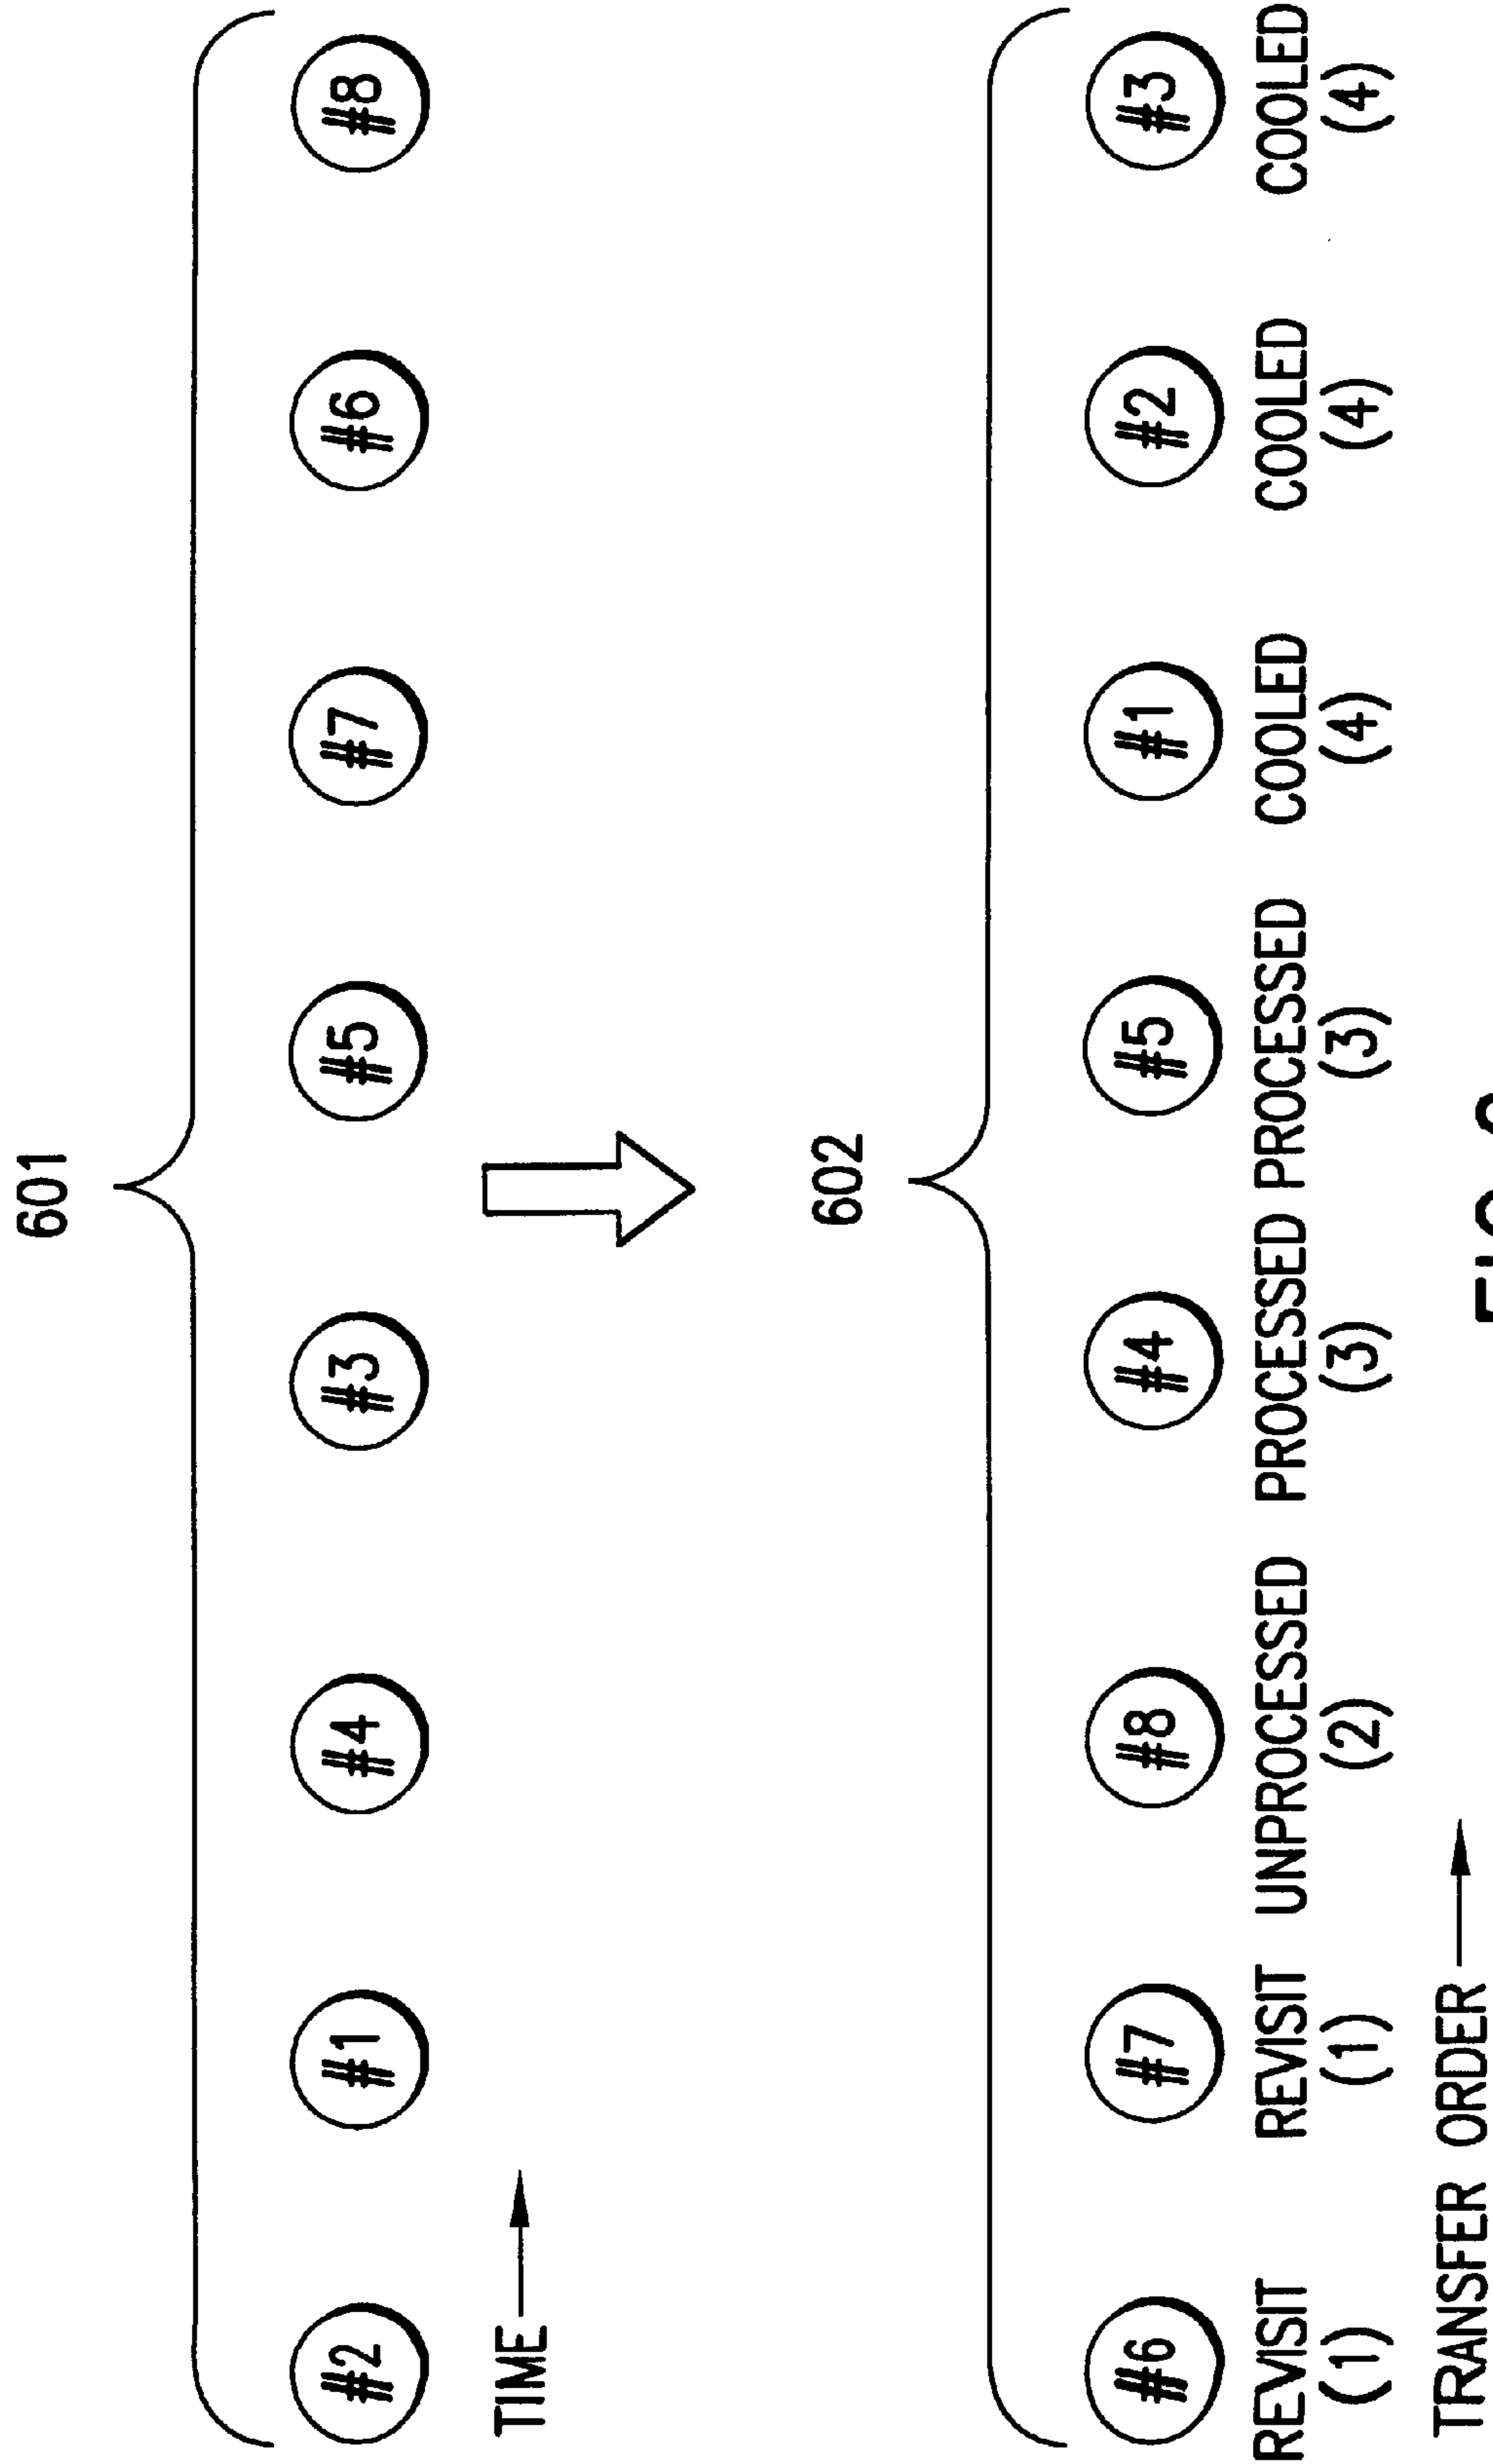 601
#2 #1 #4 #3 #5 #7 #6 #8
TIME
602
#6 #7 #8 #4 #5 #1 #2 #3
REVISIT REVISIT UNPROCESSED PROCESSED PROCESSED COOLED COOLED COOLED
(1) (1) (2) (3) (3) (4) (4) (4)
TRANSFER ORDER